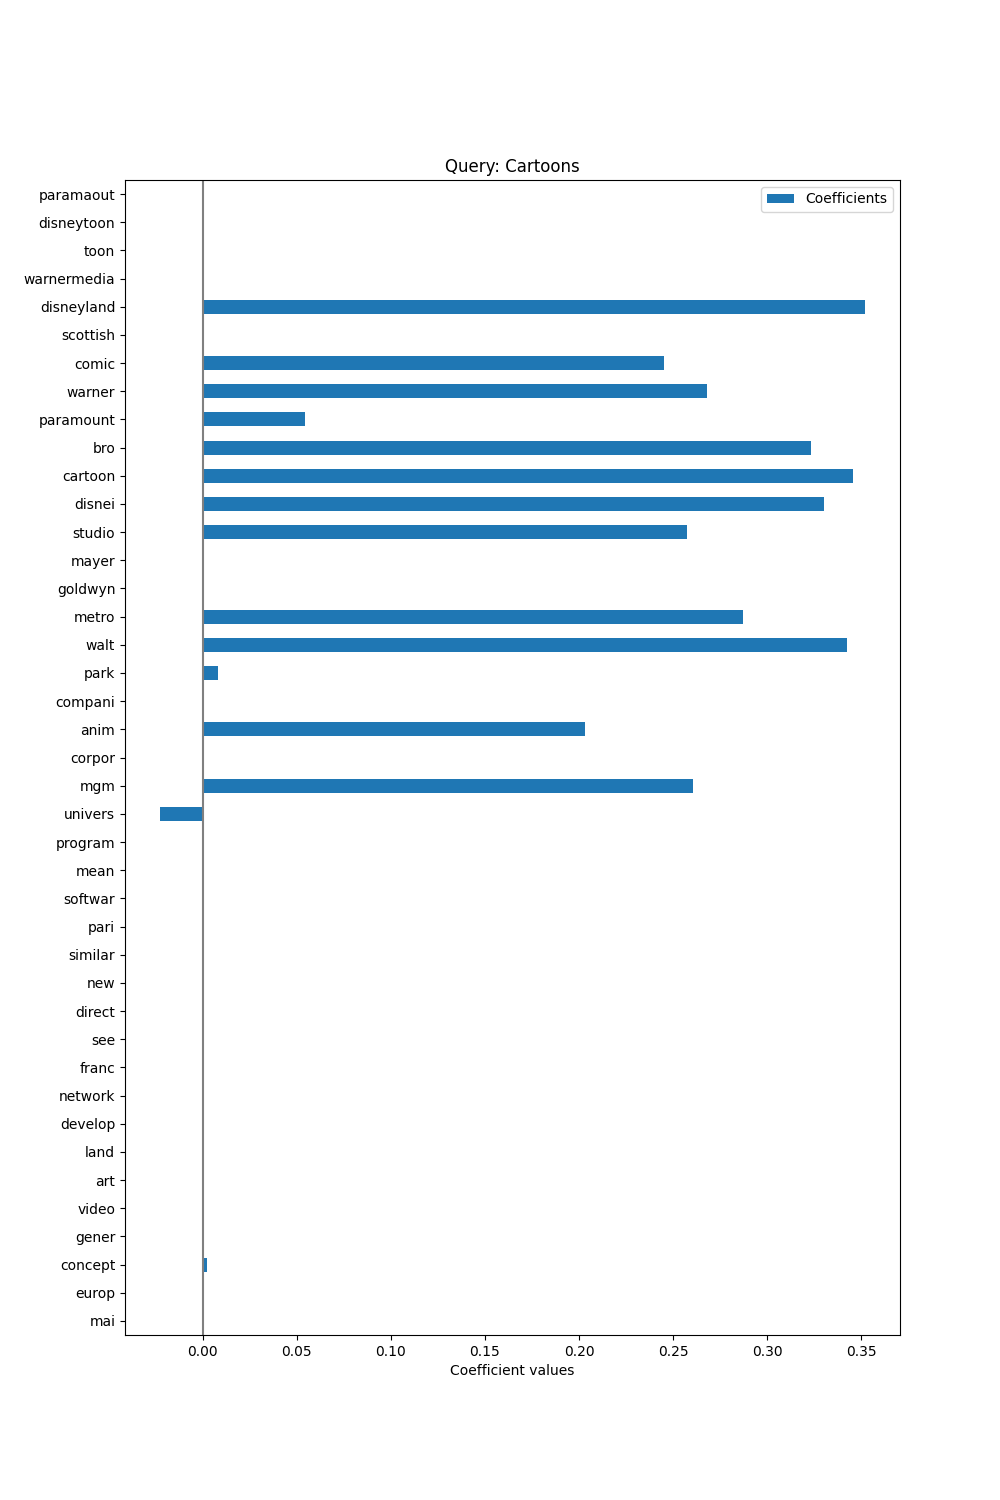 Query: Cartoons
Coefficients
paramaout
disneytoon
toon
warnermedia
disneyland
scottish
comic
warner
paramount
bro
cartoon
disnei
studio
mayer
goldwyn
metro
walt
park
compani
anim
corpor
mgm
univers
program
mean
softwar
pari
similar
new
direct
see
franc
network
develop
land
art
video
gener
concept
europ
mai
0.00 0.05 0.10 0.15 0.20 0.25 0.30 0.35
Coefficient values